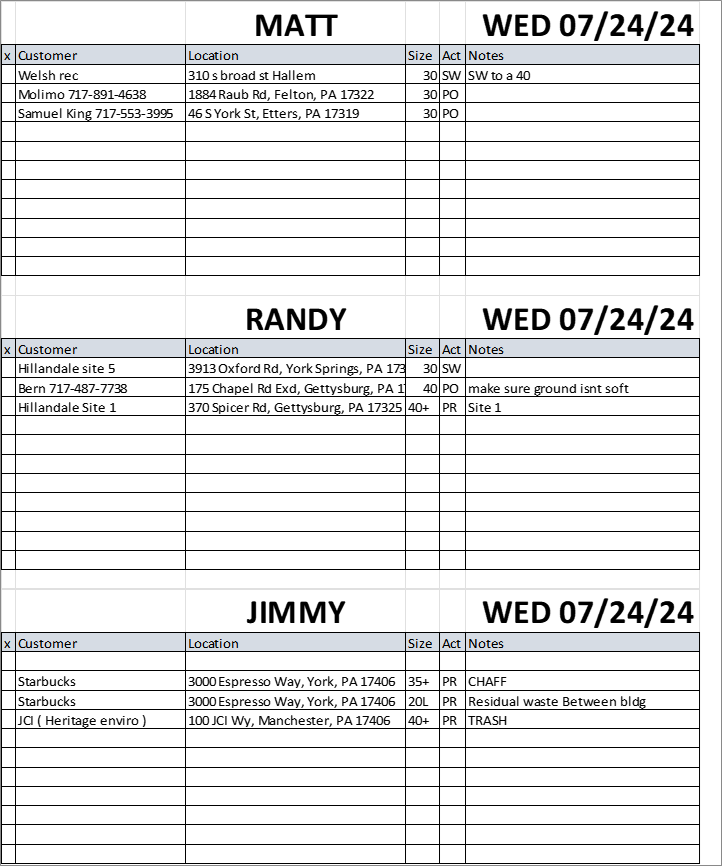 MATT WED 07/24/24
x Customer Location Size Act Notes
Welsh rec 310 s broad st Hallem 30 SW SW to a 40
Molimo 717-891-4638 1884 Raub Rd, Felton, PA 17322 30 PO
Samuel King 717-553-3995 46 S York St, Etters, PA 17319 30 PO
RANDY WED 07/24/24
x Customer Location Size Act Notes
Hillandale site 5 3913 Oxford Rd, York Springs, PA 173 30 SW
Bern 717-487-7738 175 Chapel Rd Exd, Gettysburg, PA 1 40 PO make sure ground isnt soft
Hillandale Site 1 370 Spicer Rd, Gettysburg, PA 17325 40+ PR Site 1
JIMMY WED 07/24/24
x Customer Location Size Act Notes
Starbucks 3000 Espresso Way, York, PA 17406 35+ PR CHAFF
Starbucks 3000 Espresso Way, York, PA 17406 20L PR Residual waste Between bldg
JCI ( Heritage enviro ) 100 JCI Wy, Manchester, PA 17406 40+ PR TRASH